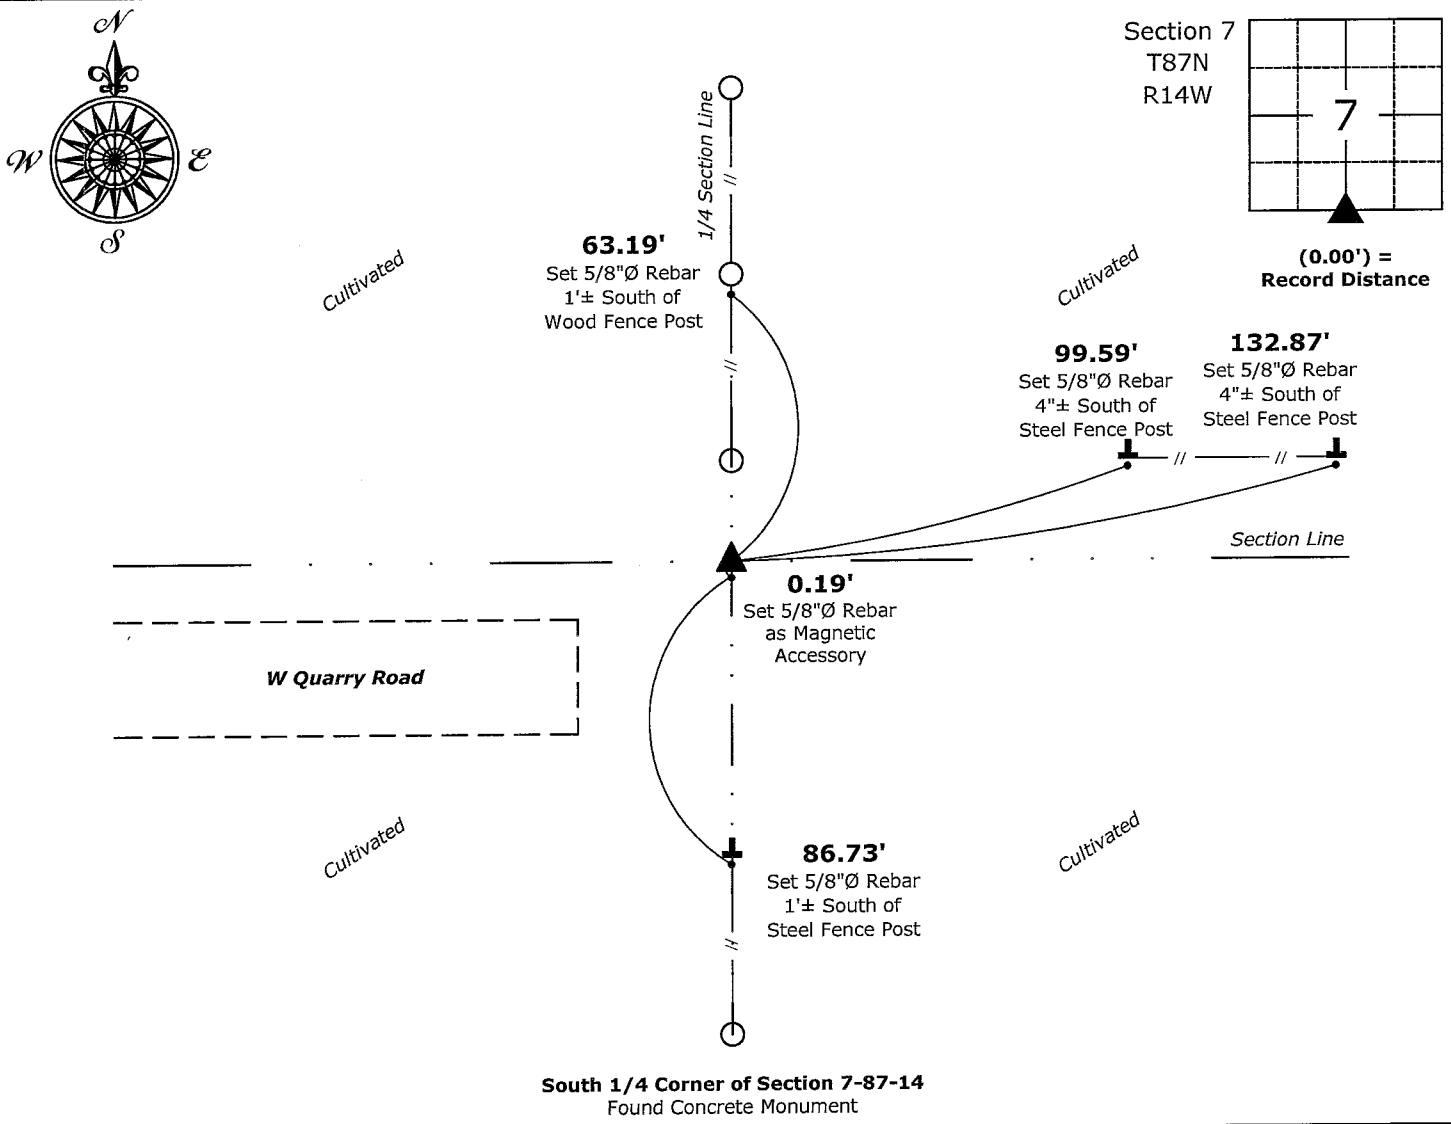 N
W
E
S
Section 7
T87N
R14W
7
(0.00') =
Record Distance
1/4 Section Line
63.19'
Set 5/8"Ø Rebar
1'± South of
Wood Fence Post
Cultivated
Cultivated
99.59'
Set 5/8"Ø Rebar
4"± South of
Steel Fence Post
132.87'
Set 5/8"Ø Rebar
4"± South of
Steel Fence Post
Section Line
0.19'
Set 5/8"Ø Rebar
as Magnetic
Accessory
W Quarry Road
Cultivated
Cultivated
86.73'
Set 5/8"Ø Rebar
1'± South of
Steel Fence Post
South 1/4 Corner of Section 7-87-14
Found Concrete Monument